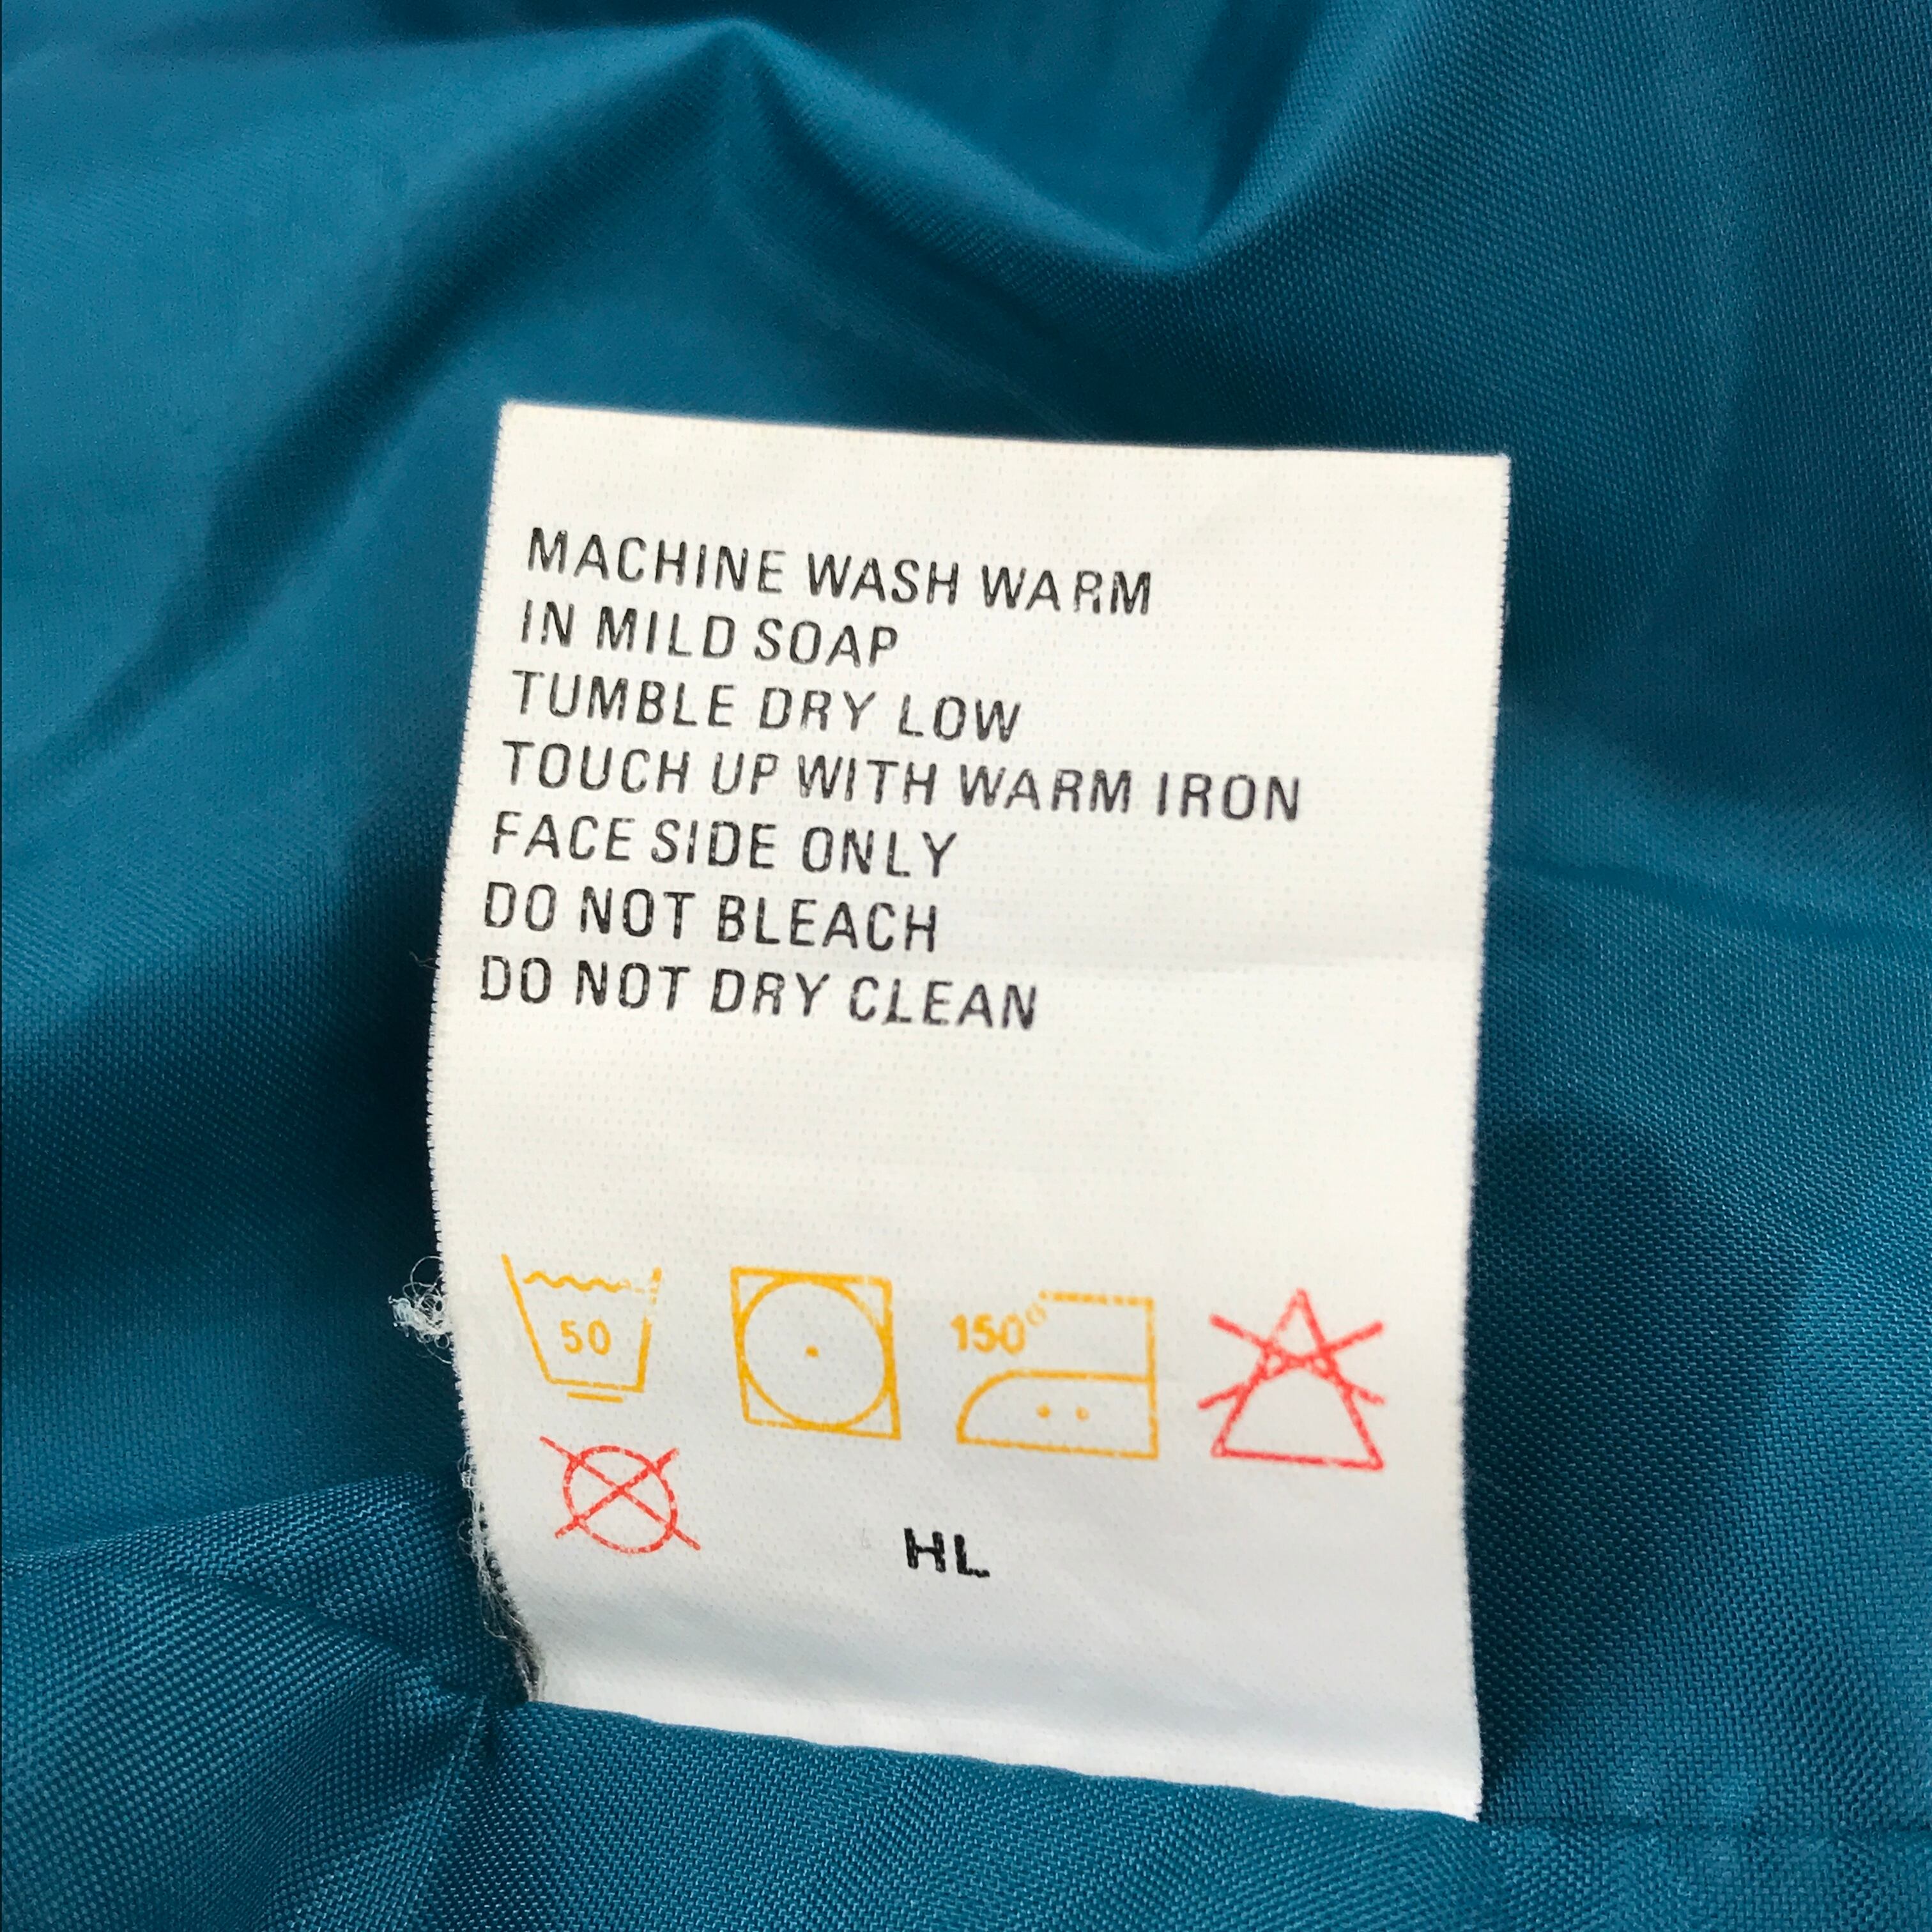 MACHINE WASH WARM
IN MILD SOAP
TUMBLE DRY LOW
TOUCH UP WITH WARM IRON
FACE SIDE ONLY
DO NOT BLEACH
DO NOT DRY CLEAN
50
150°
HL